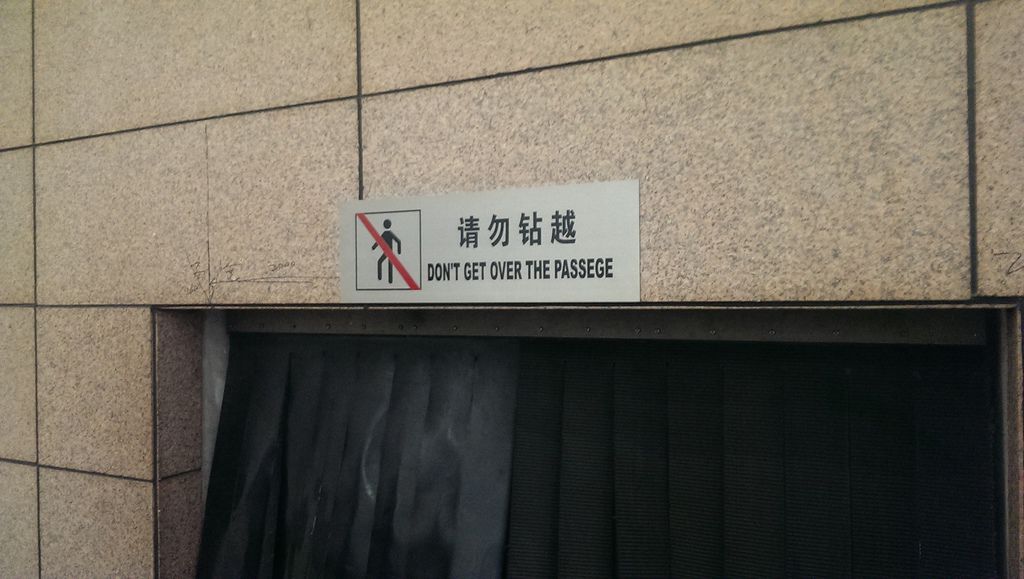 请勿钻越
DON'T GET OVER THE PASSEGE